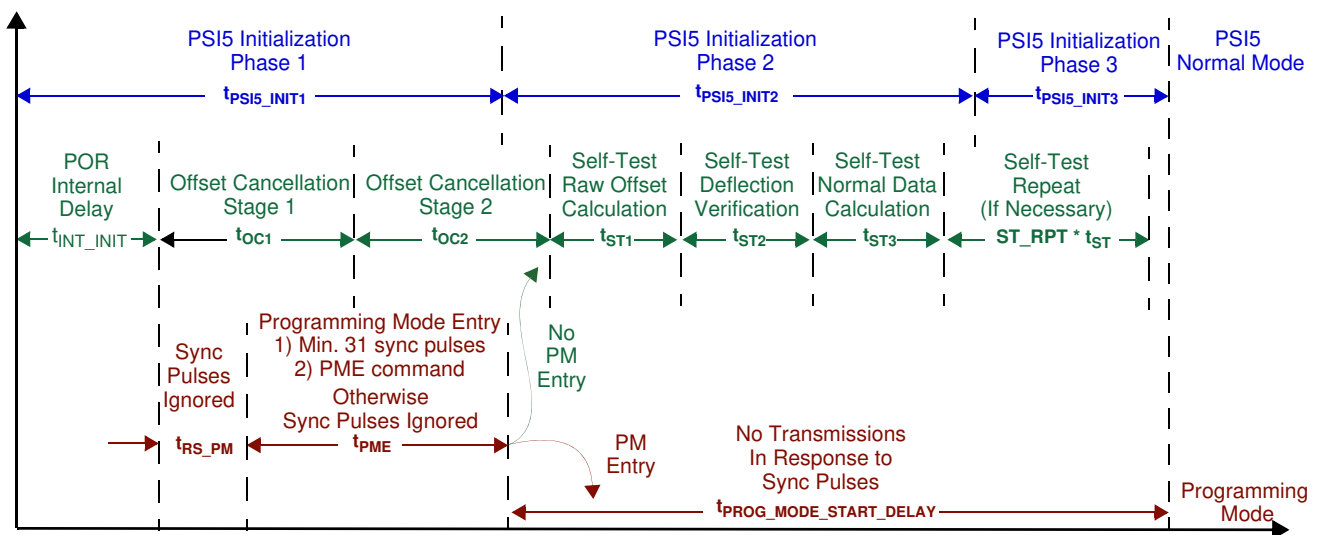 PSI5 Initialization
Phase 1
tPSI5_INIT1
PSI5 Initialization
Phase 2
tPSI5_INIT2
PSI5 Initialization
Phase 3
tPSI5_INIT3
PSI5
Normal Mode
POR
Internal
Delay
tINT_INIT
Offset Cancellation
Stage 1
tOC1
Offset Cancellation
Stage 2
tOC2
Self-Test
Raw Offset
Calculation
tST1
Self-Test
Deflection
Verification
tST2
Self-Test
Normal Data
Calculation
tST3
Self-Test
Repeat
(If Necessary)
ST_RPT * tST
Sync
Pulses
Ignored
tRS_PM
Programming Mode Entry
1) Min. 31 sync pulses
2) PME command
Otherwise
Sync Pulses Ignored
tPME
No
PM
Entry
PM
Entry
No Transmissions
In Response to
Sync Pulses
tPROG_MODE_START_DELAY
Programming
Mode